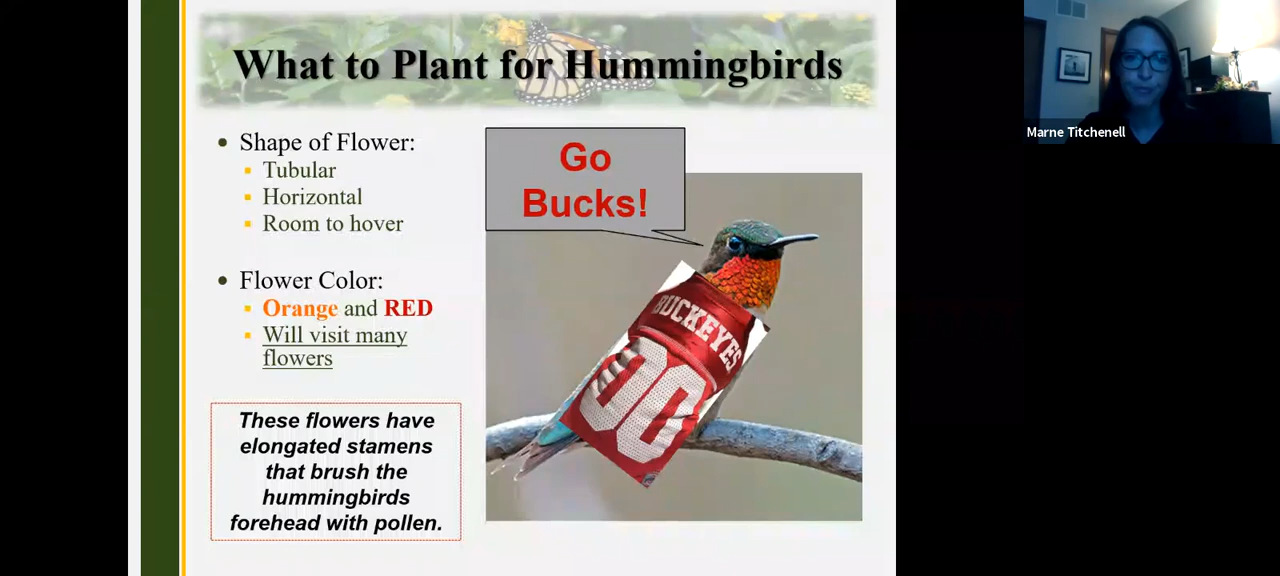 What to Plant for Hummingbirds
Shape of Flower:
Tubular
Horizontal
Room to hover
Flower Color:
Orange and RED
Will visit many
flowers
These flowers have
elongated stamens
that brush the
hummingbirds
forehead with pollen.
Go
Bucks!
BUCKEYES
00
Marne Titchenell